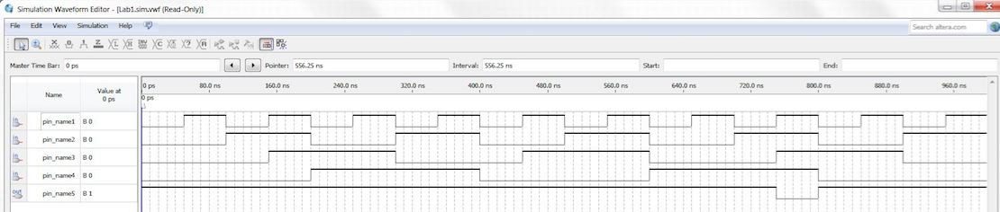 Simulation Waveform Editor - [Lab1.sim.vwf (Read-Only)]
File Edit View Simulation Help
Search altera.com
Master Time Bar: 0 ps Pointer: 556.25 ns Interval: 556.25 ns Start: End:
Name Value at 0 ps
0 ps 80.0 ns 160.0 ns 240.0 ns 320.0 ns 400.0 ns 480.0 ns 560.0 ns 640.0 ns 720.0 ns 800.0 ns 880.0 ns 960.0 ns
0 ps
pin_name1 B 0
pin_name2 B 0
pin_name3 B 0
pin_name4 B 0
out pin_name5 B 1